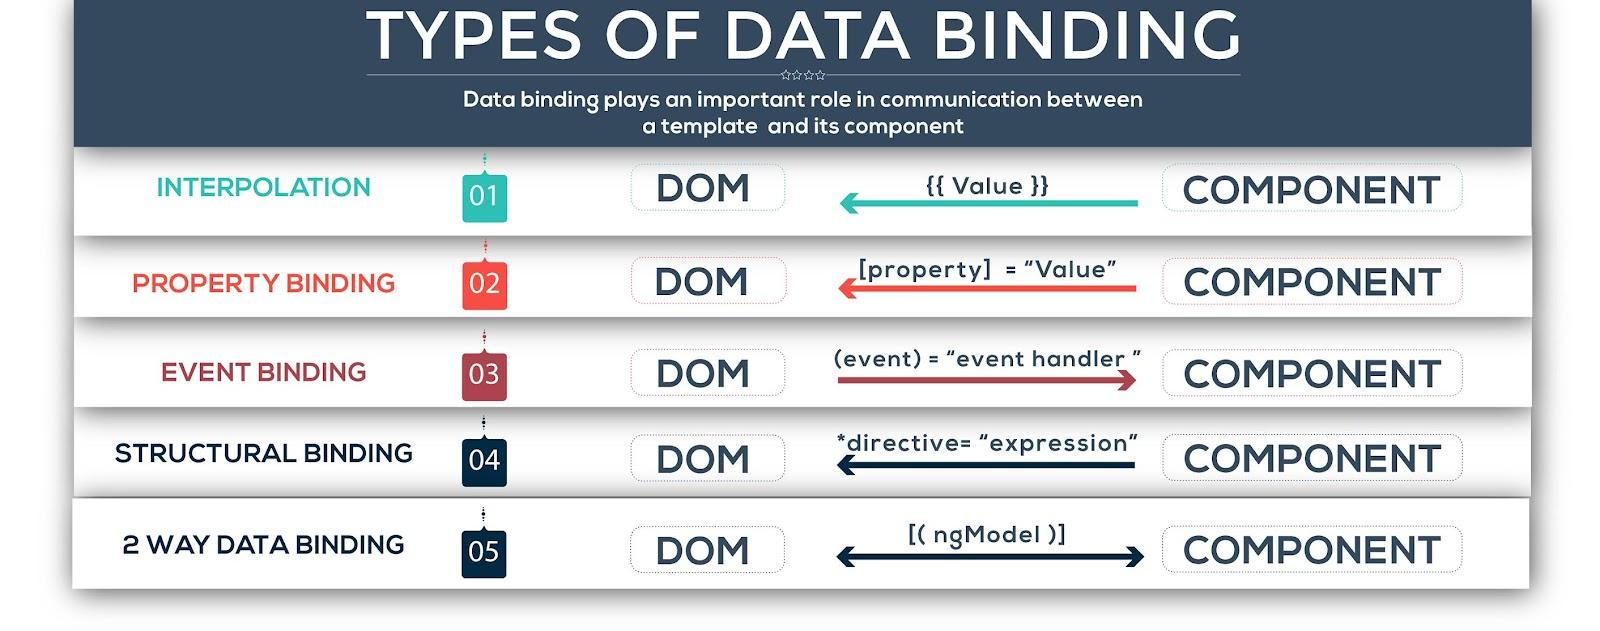 TYPES OF DATA BINDING
Data binding plays an important role in communication between
a template and its component
INTERPOLATION 01 DOM {{ Value }} COMPONENT
PROPERTY BINDING 02 DOM [property] = “Value” COMPONENT
EVENT BINDING 03 DOM (event) = “event handler ” COMPONENT
STRUCTURAL BINDING 04 DOM *directive= “expression” COMPONENT
2 WAY DATA BINDING 05 DOM [( ngModel )] COMPONENT